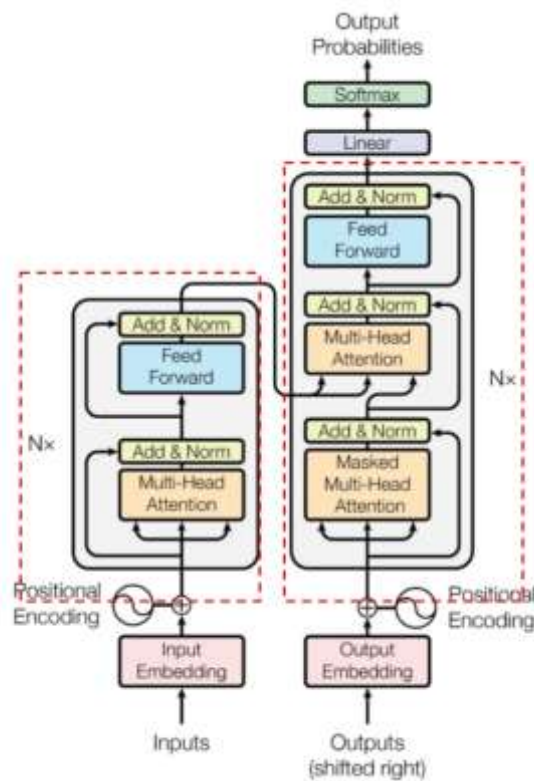 Output
Probabilities
Softmax
Linear
Add & Norm
Feed
Forward
Add & Norm
Multi-Head
Attention
Add & Norm
Masked
Multi-Head
Attention
Nx
Add & Norm
Feed
Forward
Add & Norm
Multi-Head
Attention
Nx
Positional
Encoding
Positional
Encoding
Input
Embedding
Output
Embedding
Inputs
Outputs
(shifted right)